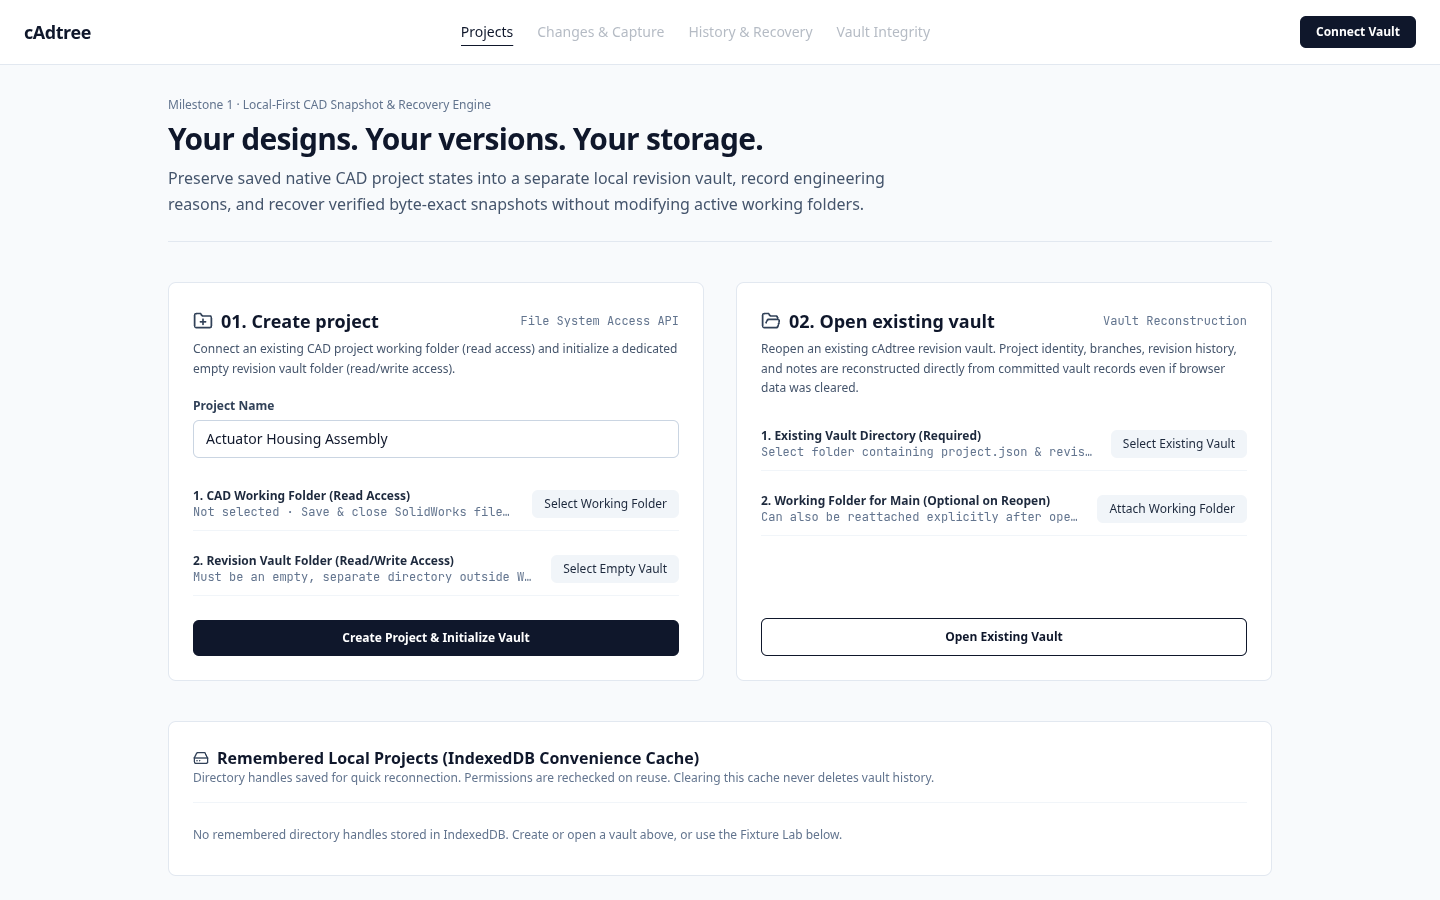 cAdtree
Projects
Changes & Capture
History & Recovery
Vault Integrity
Connect Vault
Milestone 1 · Local-First CAD Snapshot & Recovery Engine
Your designs. Your versions. Your storage.
Preserve saved native CAD project states into a separate local revision vault, record engineering
reasons, and recover verified byte-exact snapshots without modifying active working folders.
01. Create project
File System Access API
Connect an existing CAD project working folder (read access) and initialize a dedicated
empty revision vault folder (read/write access).
Project Name
Actuator Housing Assembly
1. CAD Working Folder (Read Access)
Not selected · Save & close SolidWorks file…
Select Working Folder
2. Revision Vault Folder (Read/Write Access)
Must be an empty, separate directory outside W…
Select Empty Vault
Create Project & Initialize Vault
02. Open existing vault
Vault Reconstruction
Reopen an existing cAdtree revision vault. Project identity, branches, revision history,
and notes are reconstructed directly from committed vault records even if browser
data was cleared.
1. Existing Vault Directory (Required)
Select folder containing project.json & revis…
Select Existing Vault
2. Working Folder for Main (Optional on Reopen)
Can also be reattached explicitly after ope…
Attach Working Folder
Open Existing Vault
Remembered Local Projects (IndexedDB Convenience Cache)
Directory handles saved for quick reconnection. Permissions are rechecked on reuse. Clearing this cache never deletes vault history.
No remembered directory handles stored in IndexedDB. Create or open a vault above, or use the Fixture Lab below.